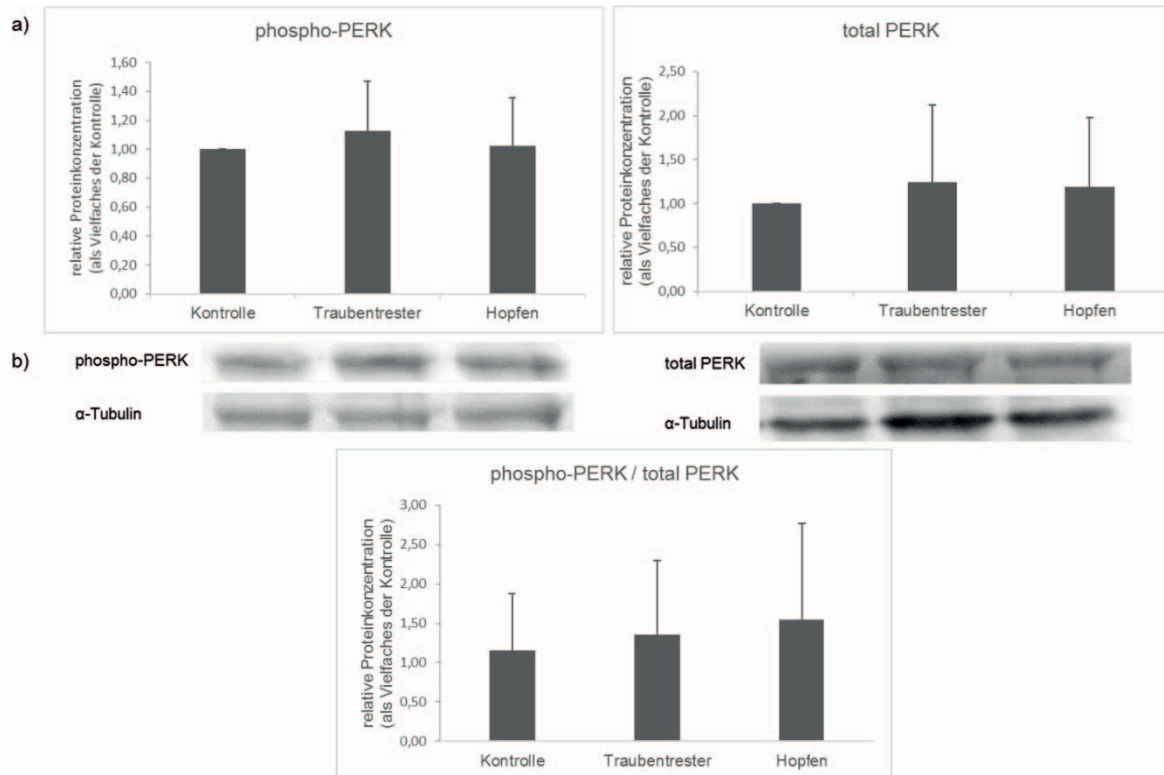 a)
phospho-PERK
relative Proteinkonzentration
(als Vielfaches der Kontrolle)
1,60
1,40
1,20
1,00
0,80
0,60
0,40
0,20
0,00
Kontrolle Traubentrester Hopfen
total PERK
relative Proteinkonzentration
(als Vielfaches der Kontrolle)
2,50
2,00
1,50
1,00
0,50
0,00
Kontrolle Traubentrester Hopfen
b)
phospho-PERK
α-Tubulin
total PERK
α-Tubulin
phospho-PERK / total PERK
relative Proteinkonzentration
(als Vielfaches der Kontrolle)
3,00
2,50
2,00
1,50
1,00
0,50
0,00
Kontrolle Traubentrester Hopfen